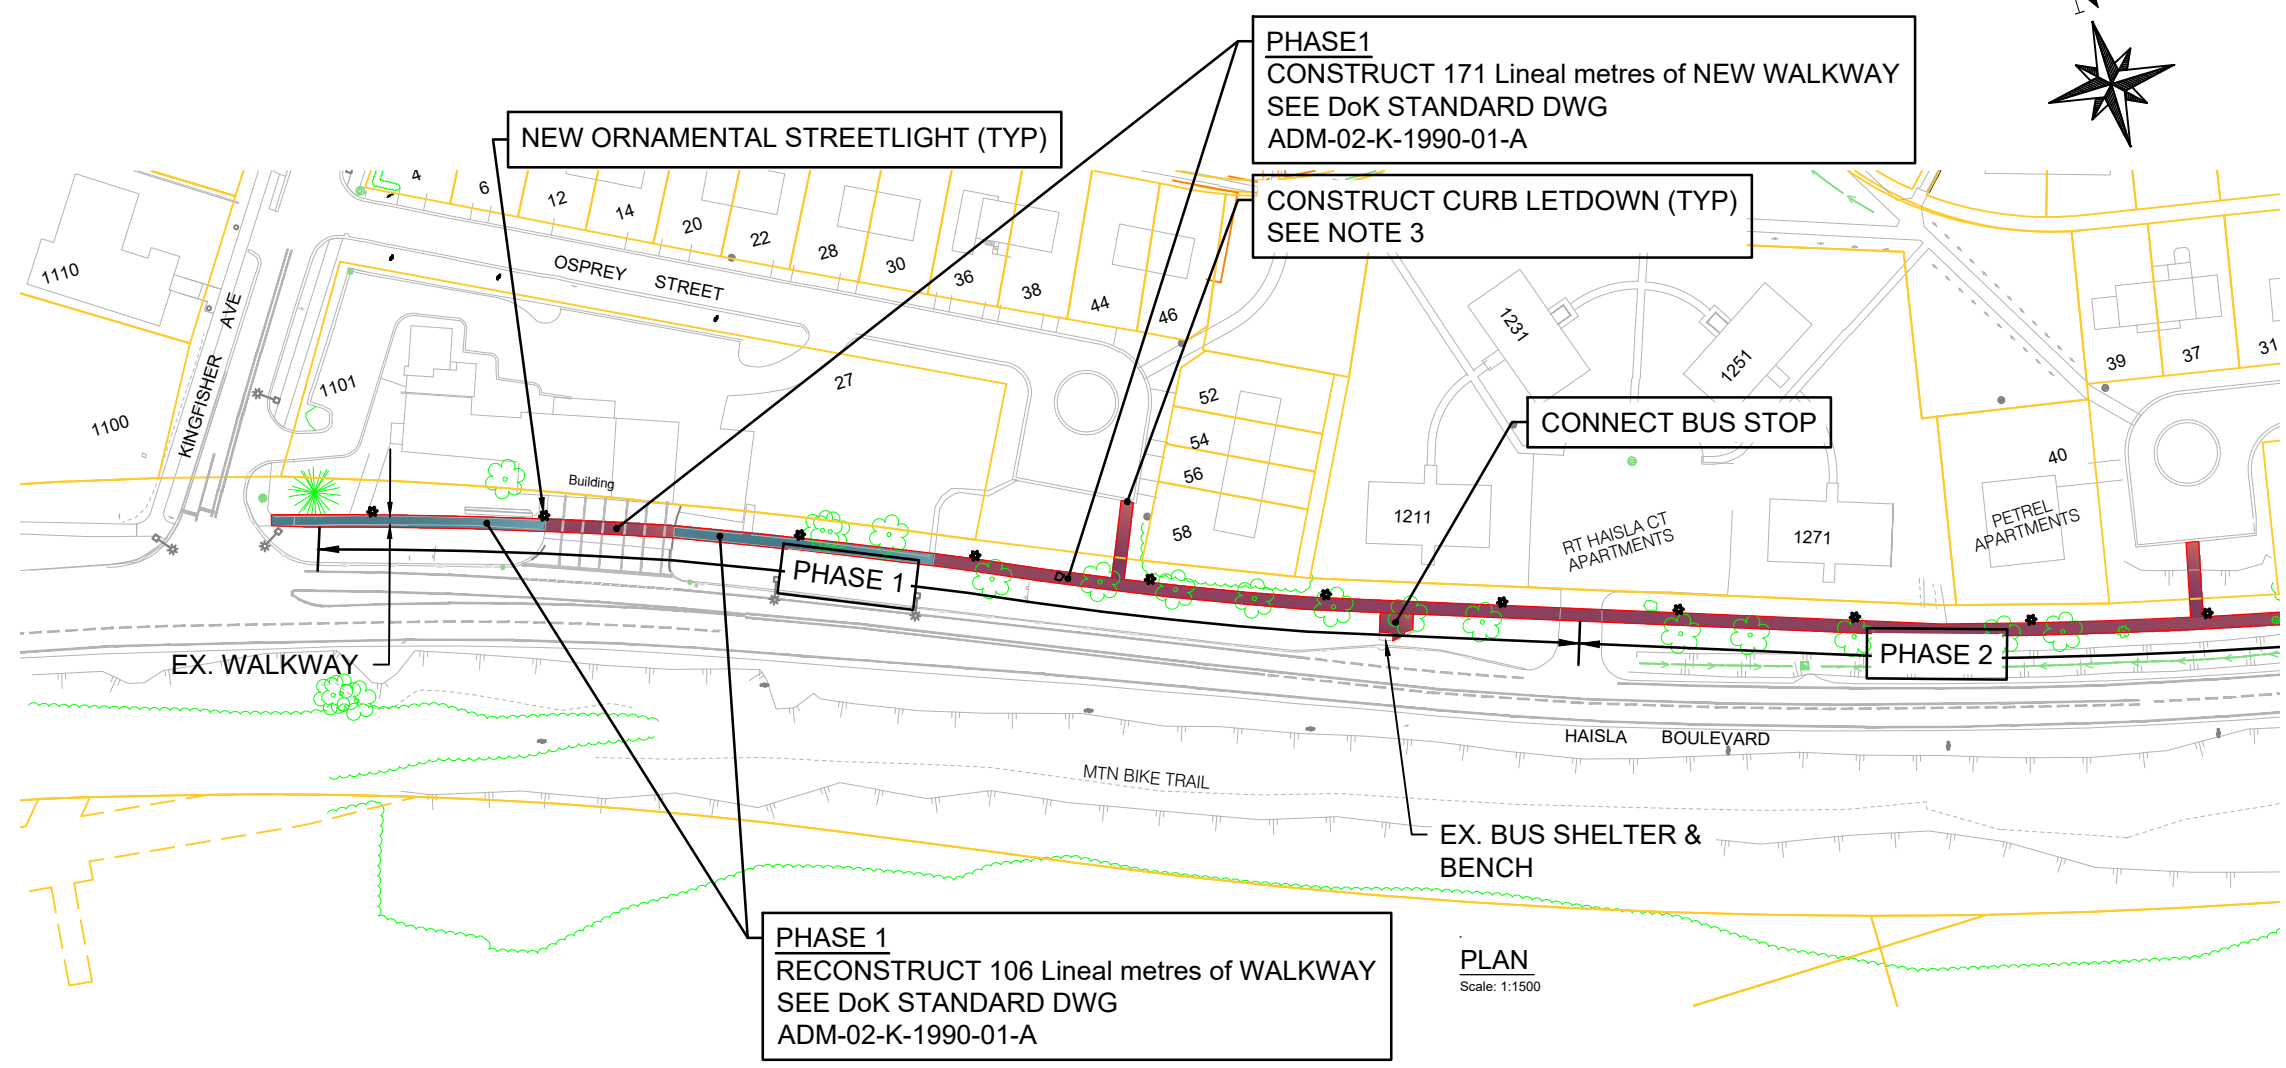 N
PHASE1
CONSTRUCT 171 Lineal metres of NEW WALKWAY
SEE DoK STANDARD DWG
ADM-02-K-1990-01-A
NEW ORNAMENTAL STREETLIGHT (TYP)
CONSTRUCT CURB LETDOWN (TYP)
SEE NOTE 3
4
6
12
14
20
22
28
30
36
38
44
46
OSPREY STREET
1110
1100
1101
KINGFISHER AVE
27
Building
52
54
56
58
1231
1251
1211
1271
39
37
31
40
CONNECT BUS STOP
RT HAISLA CT
APARTMENTS
PETREL
APARTMENTS
PHASE 1
PHASE 2
EX. WALKWAY
HAISLA BOULEVARD
MTN BIKE TRAIL
EX. BUS SHELTER &
BENCH
PHASE 1
RECONSTRUCT 106 Lineal metres of WALKWAY
SEE DoK STANDARD DWG
ADM-02-K-1990-01-A
PLAN
Scale: 1:1500